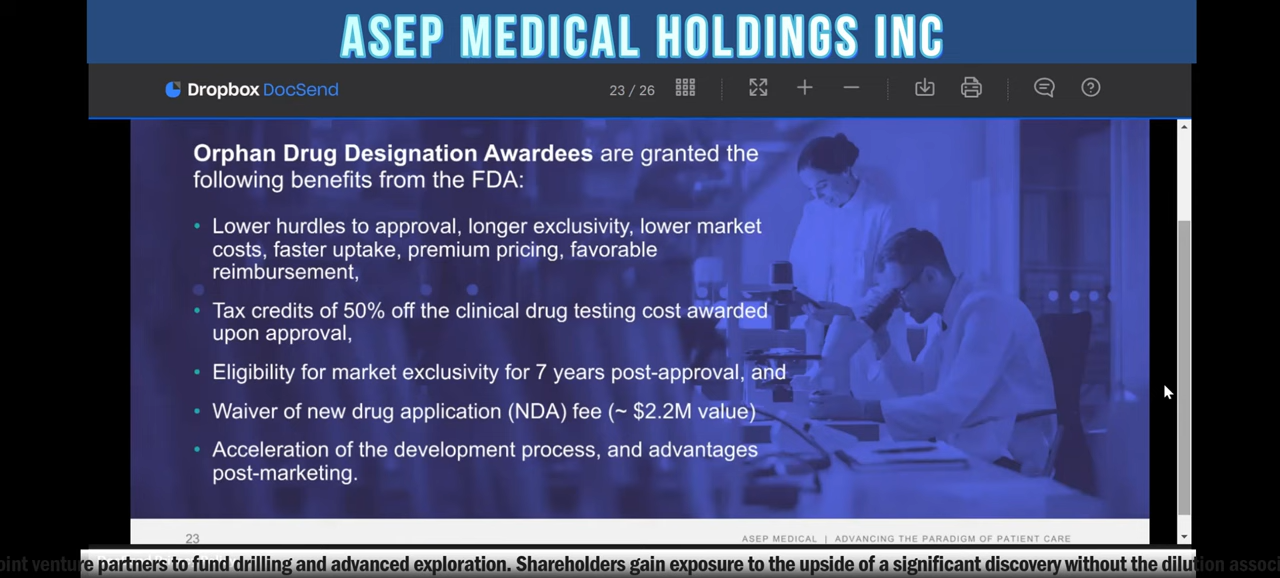 ASEP MEDICAL HOLDINGS INC
Dropbox DocSend
23 / 26
Orphan Drug Designation Awardees are granted the
following benefits from the FDA:
• Lower hurdles to approval, longer exclusivity, lower market
costs, faster uptake, premium pricing, favorable
reimbursement,
• Tax credits of 50% off the clinical drug testing cost awarded
upon approval,
• Eligibility for market exclusivity for 7 years post-approval, and
• Waiver of new drug application (NDA) fee (~ $2.2M value)
• Acceleration of the development process, and advantages
post-marketing.
23
ASEP MEDICAL | ADVANCING THE PARADIGM OF PATIENT CARE
oint venture partners to fund drilling and advanced exploration. Shareholders gain exposure to the upside of a significant discovery without the dilution assoc